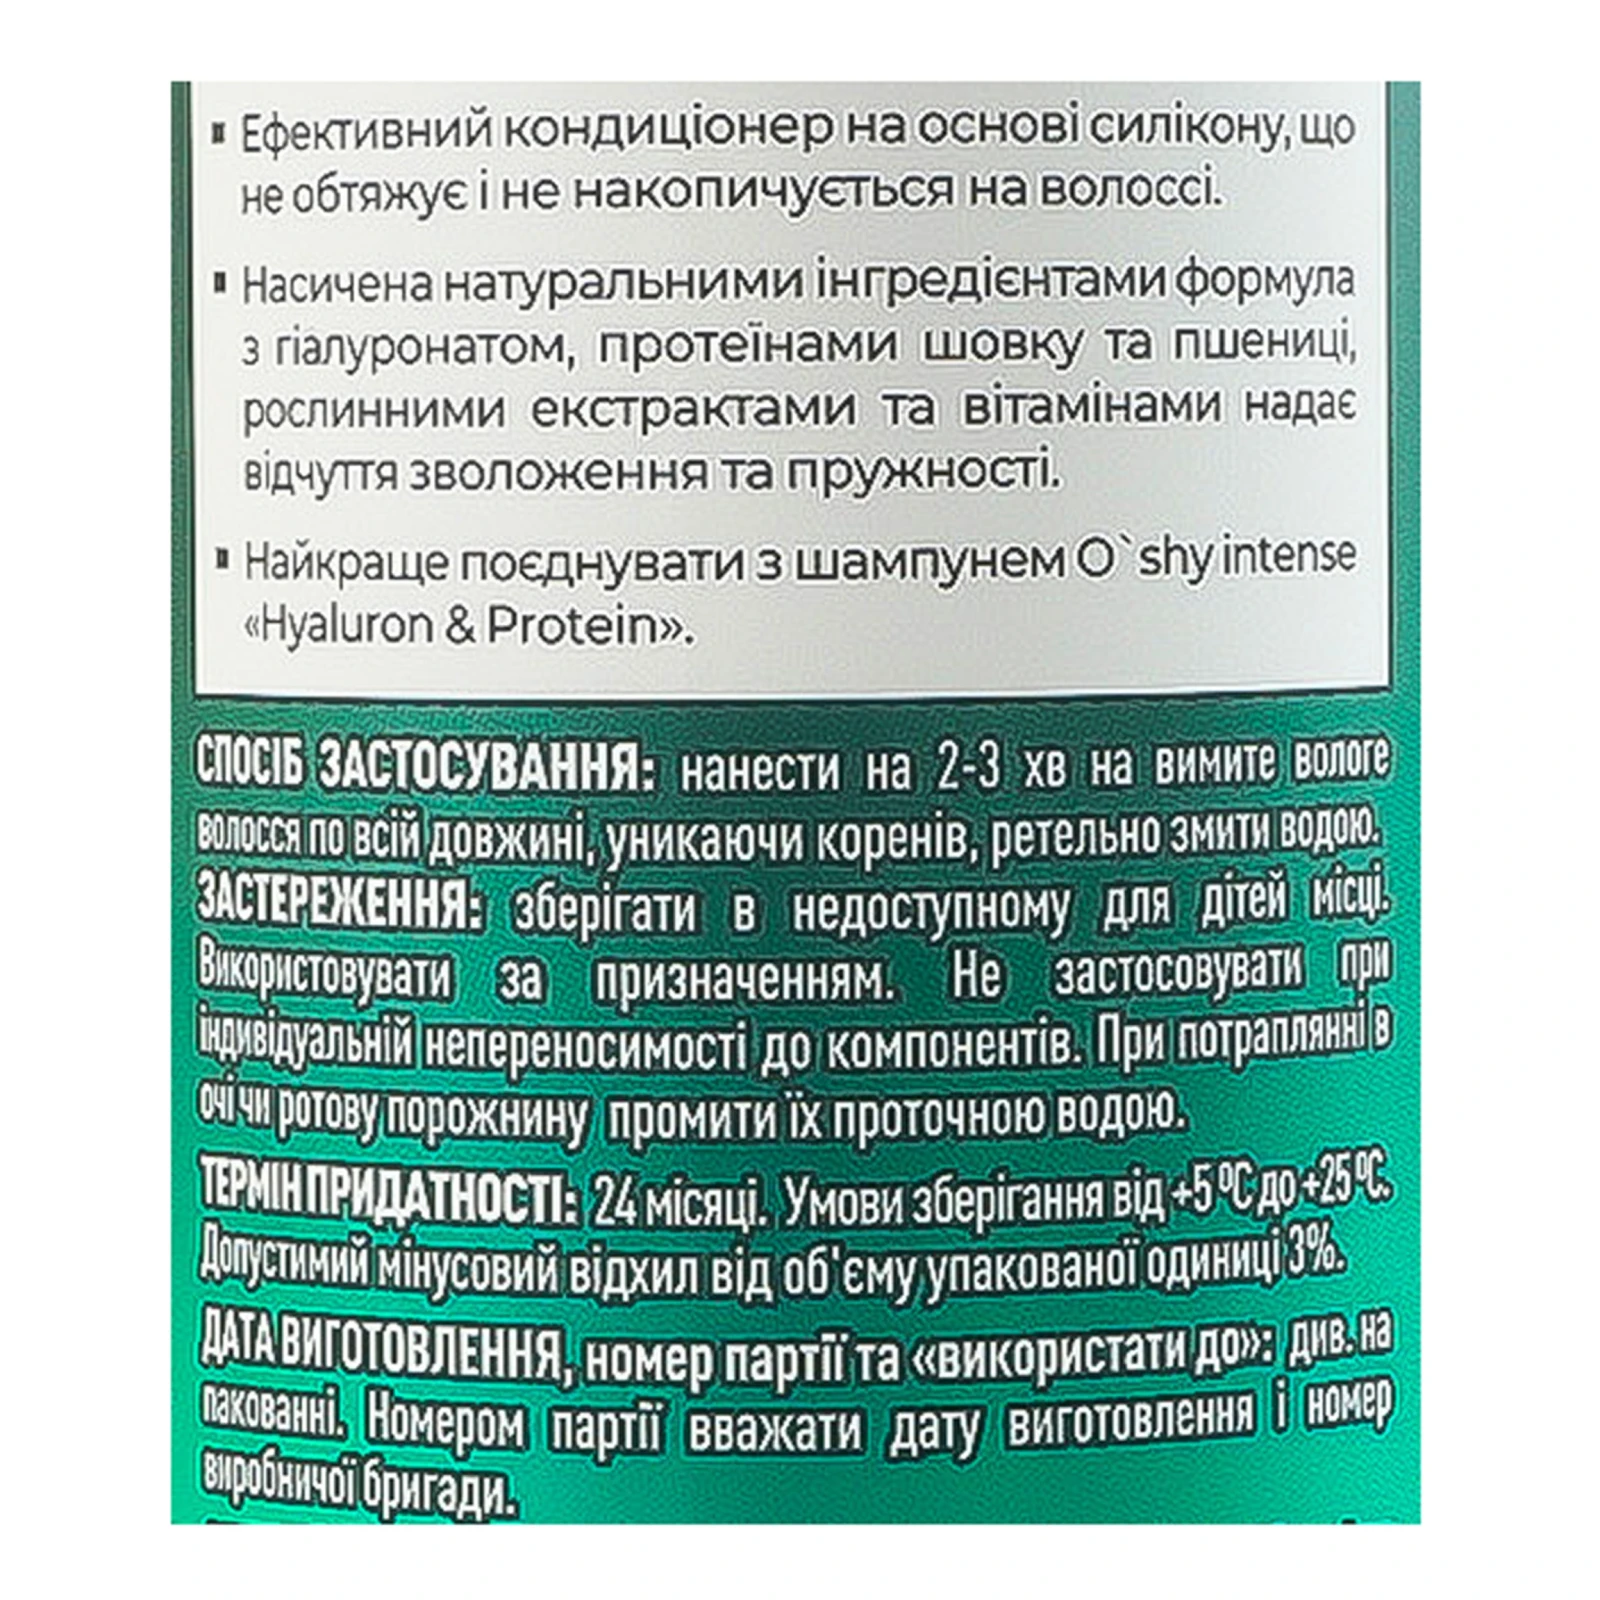 ▪ Ефективний кондиціонер на основі силікону, що
не обтяжує і не накопичується на волоссі.
▪ Насичена натуральними інгредієнтами формула
з гіалуронатом, протеїнами шовку та пшениці,
рослинними екстрактами та вітамінами надає
відчуття зволоження та пружності.
▪ Найкраще поєднувати з шампунем O`shy intense
«Hyaluron & Protein».
СПОСІБ ЗАСТОСУВАННЯ: нанести на 2-3 хв на вимите вологе
волосся по всій довжині, уникаючи коренів, ретельно змити водою.
ЗАСТЕРЕЖЕННЯ: зберігати в недоступному для дітей місці.
Використовувати за призначенням. Не застосовувати при
індивідуальній непереносимості до компонентів. При потраплянні в
очі чи ротову порожнину промити їх проточною водою.
ТЕРМІН ПРИДАТНОСТІ: 24 місяці. Умови зберігання від +5ºС до +25ºС.
Допустимий мінусовий відхил від об'єму упакованої одиниці 3%.
ДАТА ВИГОТОВЛЕННЯ, номер партії та «використати до»: див. на
пакованні. Номером партії вважати дату виготовлення і номер
виробничої бригади.